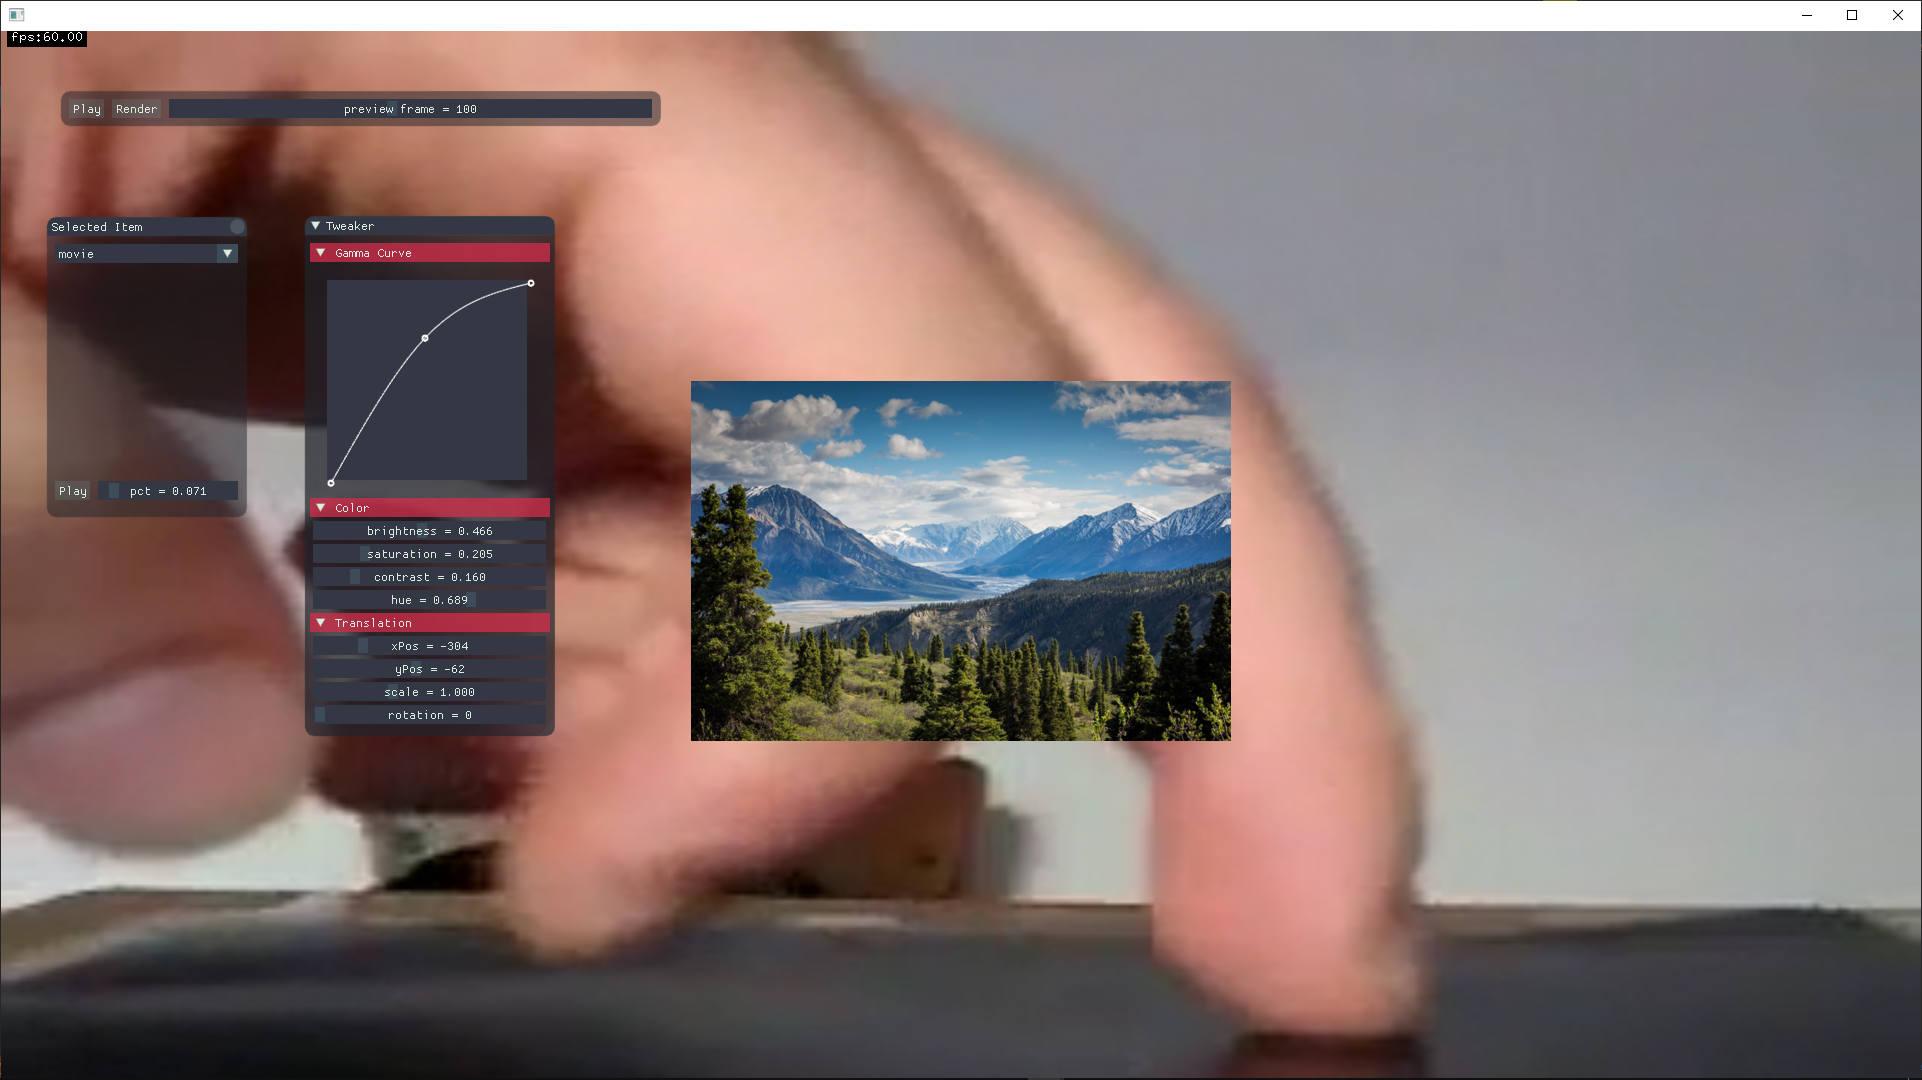 fps:60.00
Play Render preview frame = 100
Selected Item
movie
Play pct = 0.071
Tweaker
Gamma Curve
Color
brightness = 0.466
saturation = 0.205
contrast = 0.160
hue = 0.689
Translation
xPos = -304
yPos = -62
scale = 1.000
rotation = 0